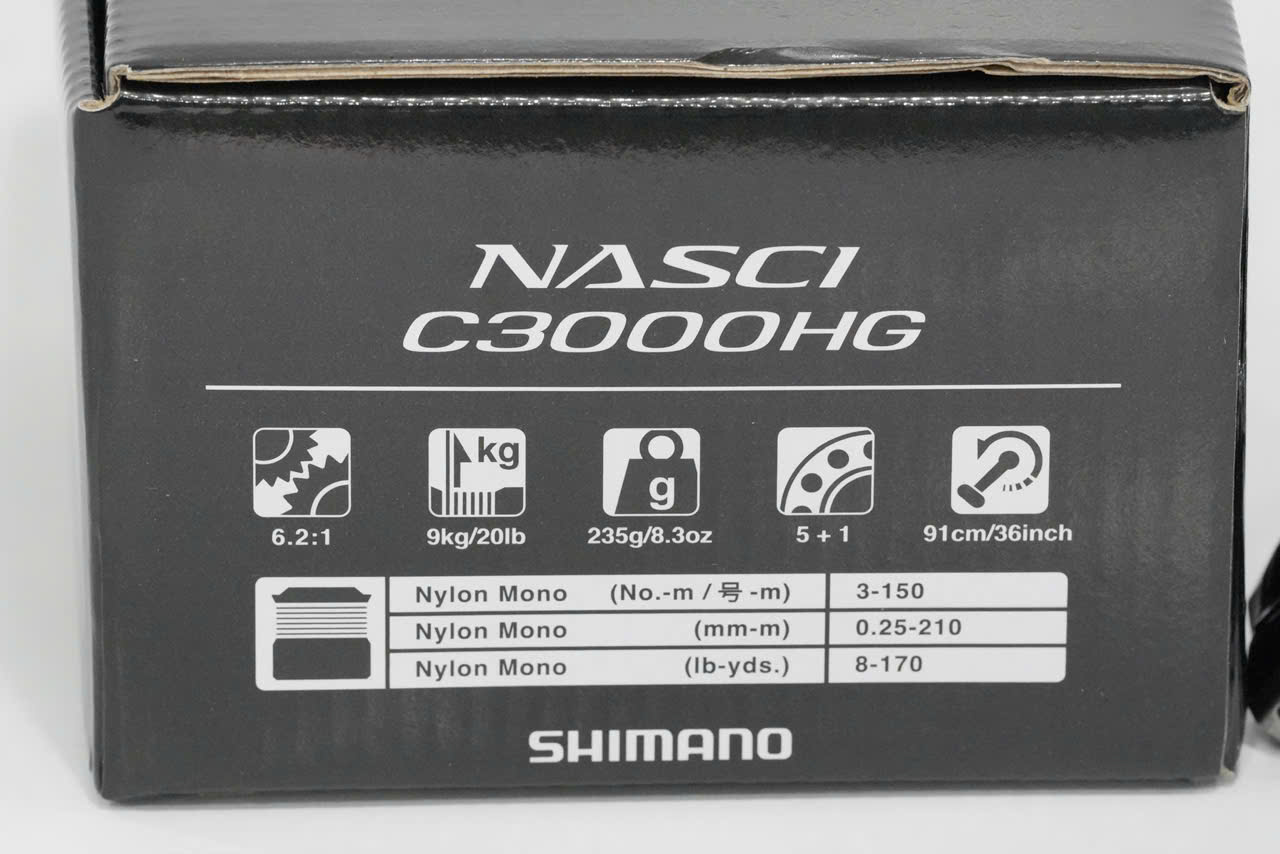 NASCI
C3000HG
kg
g
6.2:1 9kg/20lb 235g/8.3oz 5+1 91cm/36inch
Nylon Mono (No.-m / 号 -m) 3-150
Nylon Mono (mm-m) 0.25-210
Nylon Mono (lb-yds.) 8-170
SHIMANO